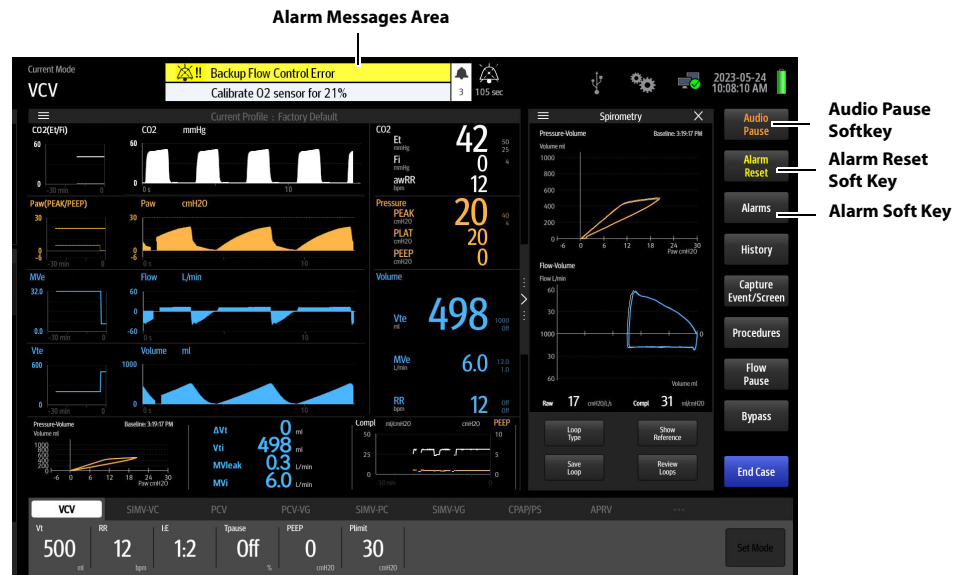 Alarm Messages Area
Current Mode
VCV
!! Backup Flow Control Error
Calibrate O2 sensor for 21%
3
105 sec
2023-05-24
10:08:10 AM
Current Profile : Factory Default
CO2(Et/Fi)
60
0
-30 min
0
CO2 mmHg
60
0
0 s
10
CO2
Et
mmHg
42
50
25
Fi
mmHg
0
4
awRR
bpm
12
Paw(PEAK/PEEP)
30
0
-6
-30 min
0
Paw cmH2O
30
0
-6
0 s
10
Pressure
PEAK
cmH2O
20
40
6
PLAT
cmH2O
20
PEEP
cmH2O
0
MVe
32.0
0.0
-30 min
0
Flow L/min
60
0
-60
0 s
10
Volume
Vte
ml
498
1000
Off
Vte
600
0
-30 min
0
Volume ml
1000
0
0 s
10
MVe
L/min
6.0
12.0
1.0
RR
bpm
12
Off
Off
Pressure-Volume
Baseline: 3:19:17 PM
Volume ml
1000
800
600
400
200
0
-6 0 6 12 18 24 30
Paw cmH2O
ΔVt 0 ml
Vti 498 ml
MVleak 0.3 L/min
MVi 6.0 L/min
Compl ml/cmH2O cmH2O PEEP
50
25
0
10
5
0
-30 min
Spirometry
Pressure-Volume
Baseline: 3:19:17 PM
Volume ml
1000
800
600
400
200
0
-6 0 6 12 18 24 30
Paw cmH2O
Flow-Volume
Flow L/min
60
30
1000
0
30
60
Volume ml
Raw 17 cmH2O/L/s
Compl 31 ml/cmH2O
Loop
Type
Show
Reference
Save
Loop
Review
Loops
Audio
Pause
Alarm
Reset
Alarms
History
Capture
Event/Screen
Procedures
Flow
Pause
Bypass
End Case
Audio Pause
Softkey
Alarm Reset
Soft Key
Alarm Soft Key
VCV SIMV-VC PCV PCV-VG SIMV-PC SIMV-VG CPAP/PS APRV ---
Vt
500
ml
RR
12
bpm
I:E
1:2
Tpause
Off
%
PEEP
0
cmH2O
Plimit
30
cmH2O
Set Mode